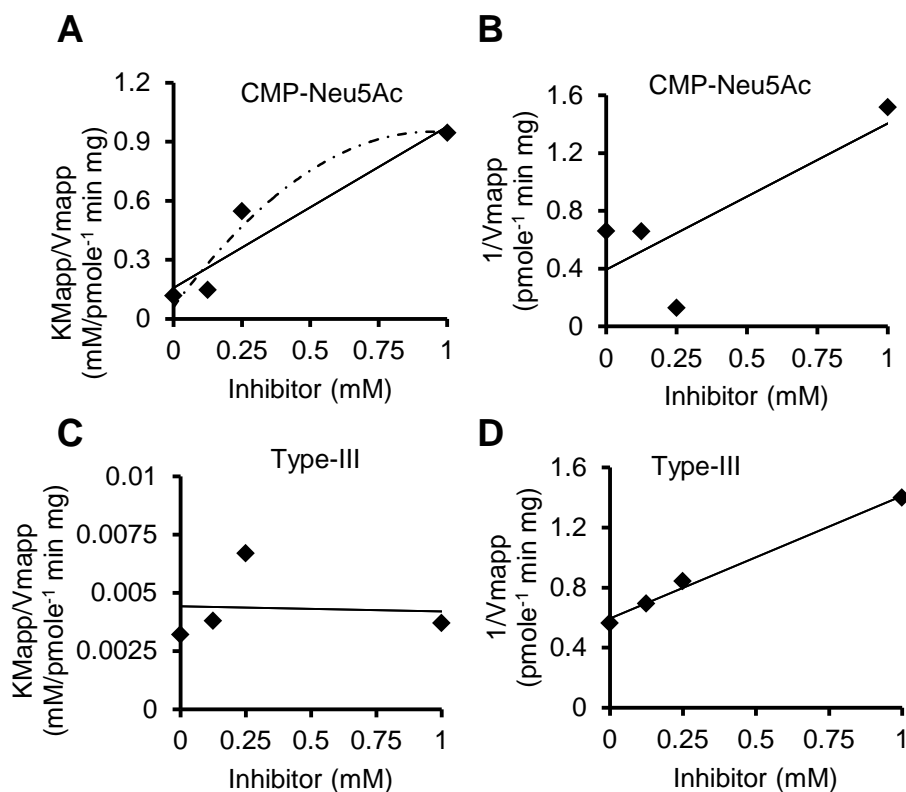 A
CMP-Neu5Ac
KMapp/Vmapp
(mM/pmole⁻¹ min mg)
1.2
0.9
0.6
0.3
0
0 0.25 0.5 0.75 1
Inhibitor (mM)
B
CMP-Neu5Ac
1/Vmapp
(pmole⁻¹ min mg)
1.6
1.2
0.8
0.4
0
0 0.25 0.5 0.75 1
Inhibitor (mM)
C
Type-III
KMapp/Vmapp
(mM/pmole⁻¹ min mg)
0.01
0.0075
0.005
0.0025
0
0 0.25 0.5 0.75 1
Inhibitor (mM)
D
Type-III
1/Vmapp
(pmole⁻¹ min mg)
1.6
1.2
0.8
0.4
0
0 0.25 0.5 0.75 1
Inhibitor (mM)